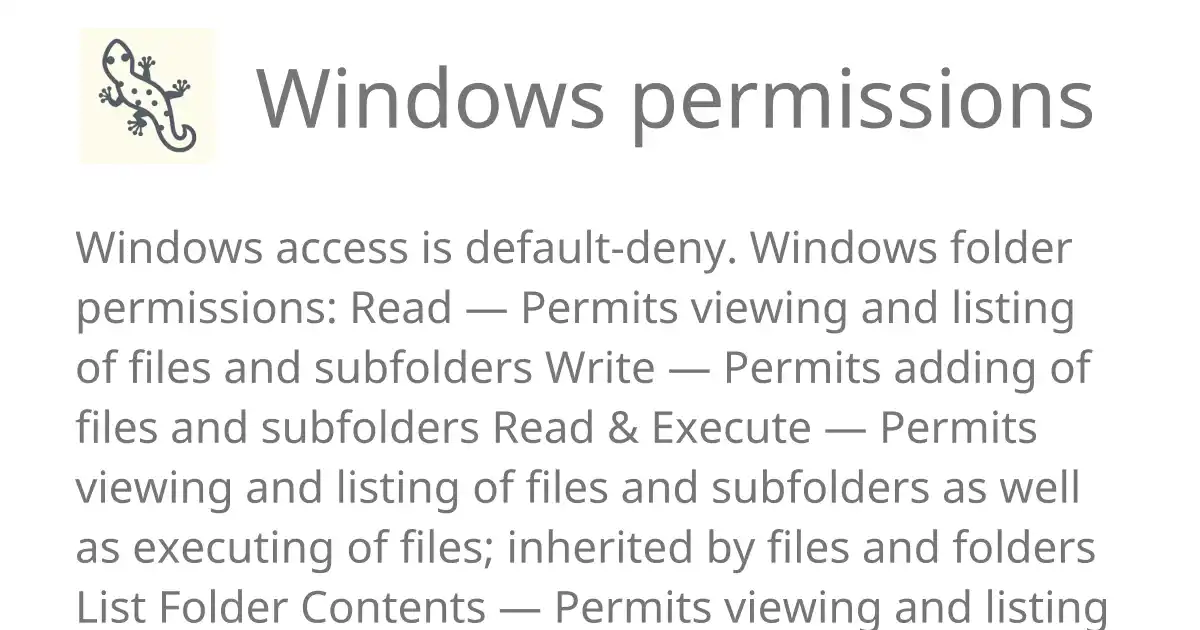 Windows permissions
Windows access is default-deny. Windows folder
permissions: Read — Permits viewing and listing
of files and subfolders Write — Permits adding of
files and subfolders Read & Execute — Permits
viewing and listing of files and subfolders as well
as executing of files; inherited by files and folders
List Folder Contents — Permits viewing and listing